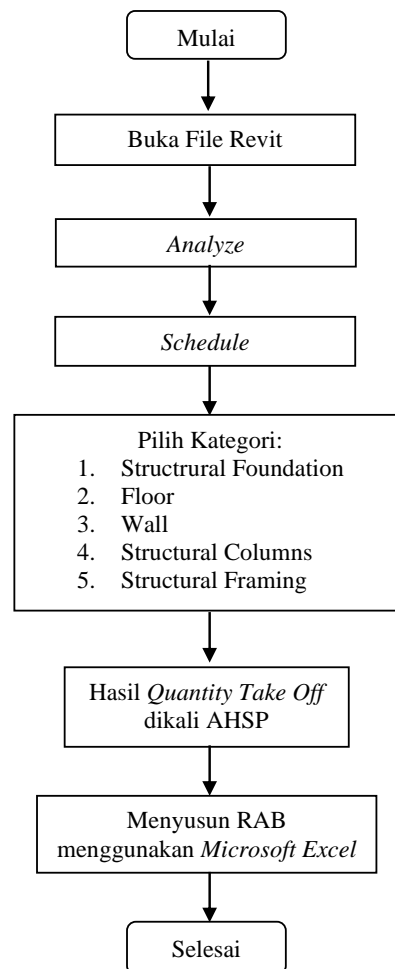 Mulai
Buka File Revit
Analyze
Schedule
Pilih Kategori:
1. Structrural Foundation
2. Floor
3. Wall
4. Structural Columns
5. Structural Framing
Hasil Quantity Take Off
dikali AHSP
Menyusun RAB
menggunakan Microsoft Excel
Selesai